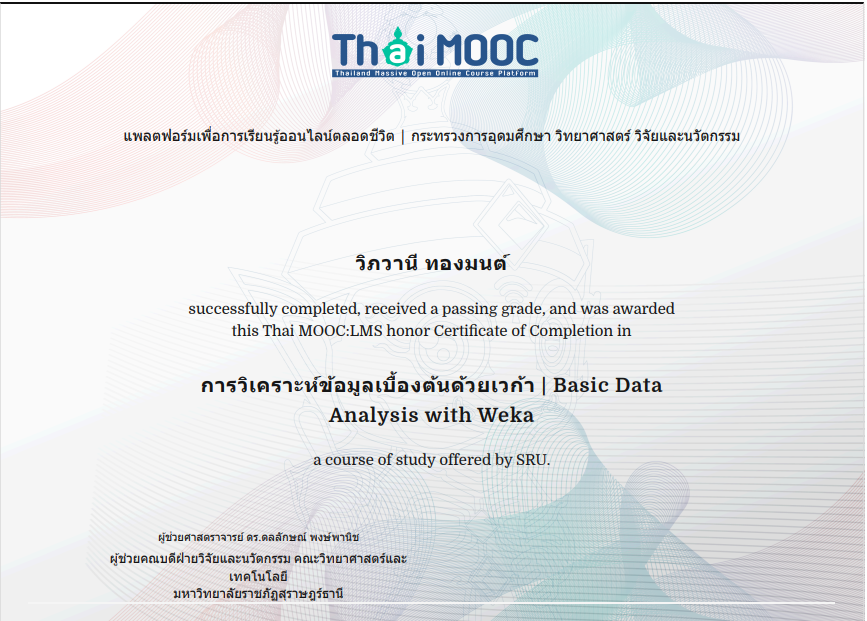 Thai MOOC
Thailand Massive Open Online Course Platform
แพลตฟอร์มเพื่อการเรียนรู้ออนไลน์ตลอดชีวิต | กระทรวงการอุดมศึกษา วิทยาศาสตร์ วิจัยและนวัตกรรม
วิภวานี ทองมนต์
successfully completed, received a passing grade, and was awarded
this Thai MOOC:LMS honor Certificate of Completion in
การวิเคราะห์ข้อมูลเบื้องต้นด้วยเวก้า | Basic Data
Analysis with Weka
a course of study offered by SRU.
ผู้ช่วยศาสตราจารย์ ดร.ดลลักษณ์ พงษ์พานิช
ผู้ช่วยคณบดีฝ่ายวิจัยและนวัตกรรม คณะวิทยาศาสตร์และ
เทคโนโลยี
มหาวิทยาลัยราชภัฏสุราษฎร์ธานี